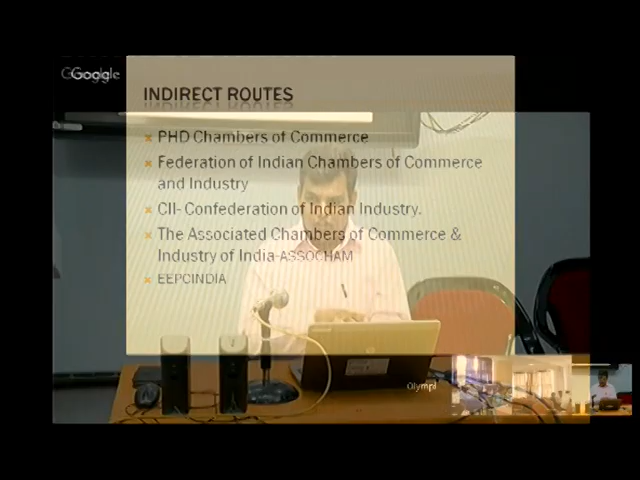 Google
INDIRECT ROUTES
PHD Chambers of Commerce
Federation of Indian Chambers of Commerce
and Industry
CII- Confederation of Indian Industry.
The Associated Chambers of Commerce &
Industry of India-ASSOCHAM
EEPCINDIA
Olympi